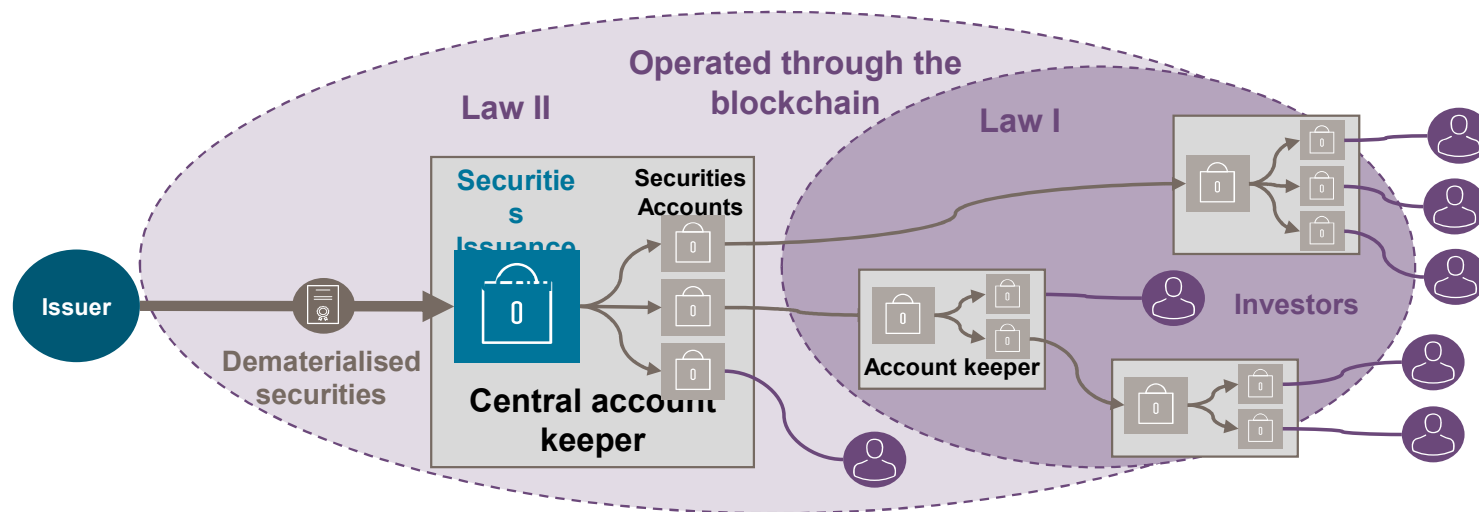 Operated through the
blockchain
Law II
Law I
Securitie
s
Issuance
Securities
Accounts
Issuer
Investors
Dematerialised
securities
Account keeper
Central account
keeper